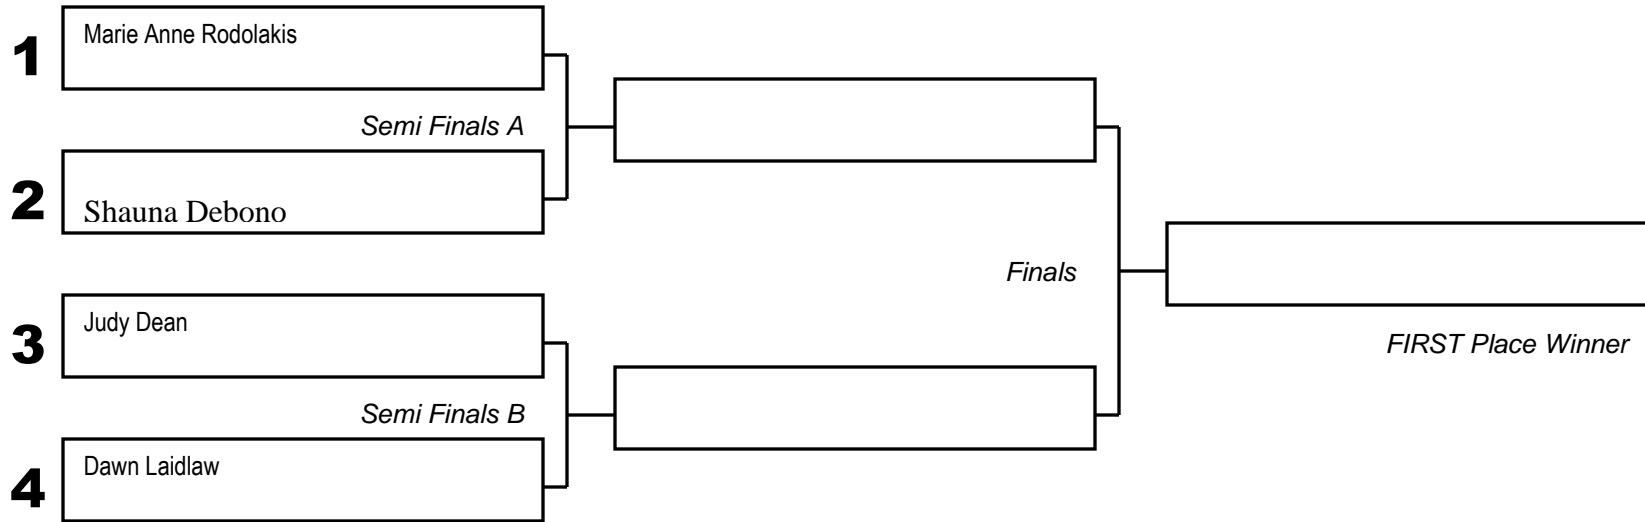 1
Marie Anne Rodolakis
Semi Finals A
2
Shauna Debono
Finals
3
Judy Dean
FIRST Place Winner
Semi Finals B
4
Dawn Laidlaw